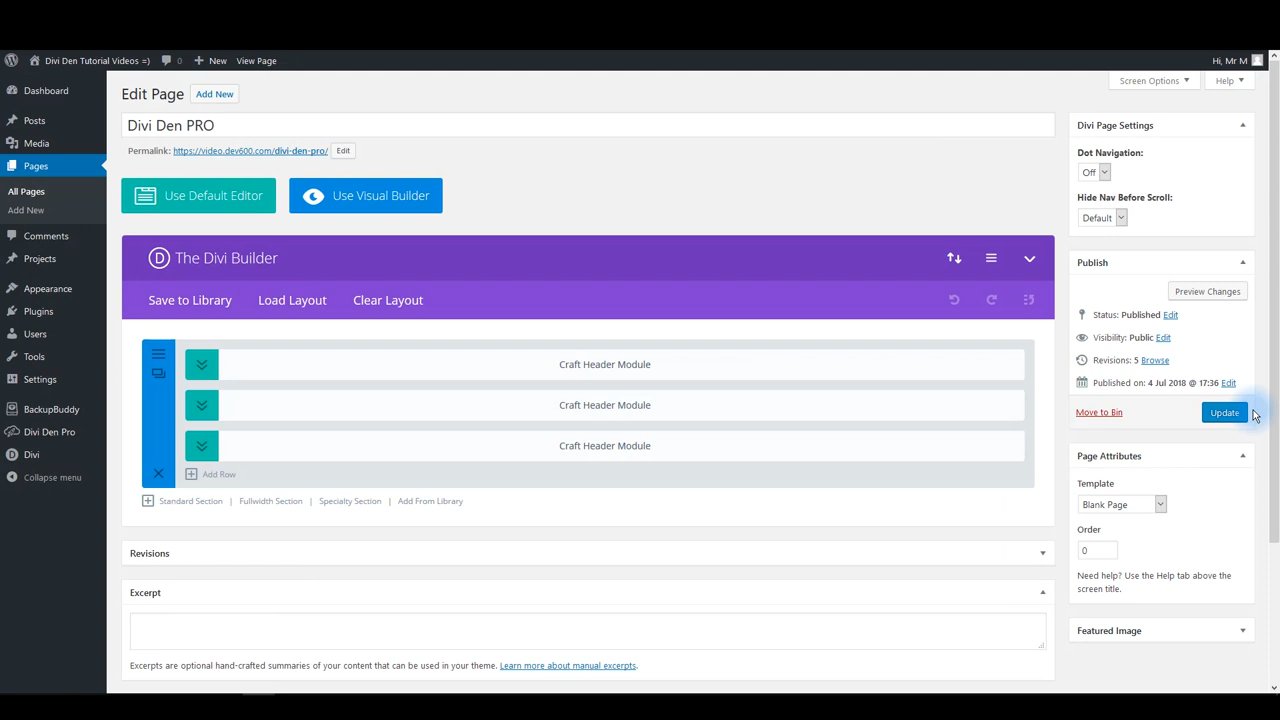 Divi Den Tutorial Videos =) 0 New View Page Hi, Mr M
Screen Options Help
Dashboard
Posts
Media
Pages
All Pages
Add New
Comments
Projects
Appearance
Plugins
Users
Tools
Settings
BackupBuddy
Divi Den Pro
Divi
Collapse menu
Edit Page Add New
Divi Den PRO
Permalink: https://video.dev600.com/divi-den-pro/ Edit
Use Default Editor Use Visual Builder
D The Divi Builder
Save to Library Load Layout Clear Layout
Craft Header Module
Craft Header Module
Craft Header Module
Add Row
Standard Section | Fullwidth Section | Specialty Section | Add From Library
Revisions
Excerpt
Excerpts are optional hand-crafted summaries of your content that can be used in your theme. Learn more about manual excerpts.
Divi Page Settings
Dot Navigation:
Off
Hide Nav Before Scroll:
Default
Publish
Preview Changes
Status: Published Edit
Visibility: Public Edit
Revisions: 5 Browse
Published on: 4 Jul 2018 @ 17:36 Edit
Move to Bin Update
Page Attributes
Template
Blank Page
Order
0
Need help? Use the Help tab above the
screen title.
Featured Image